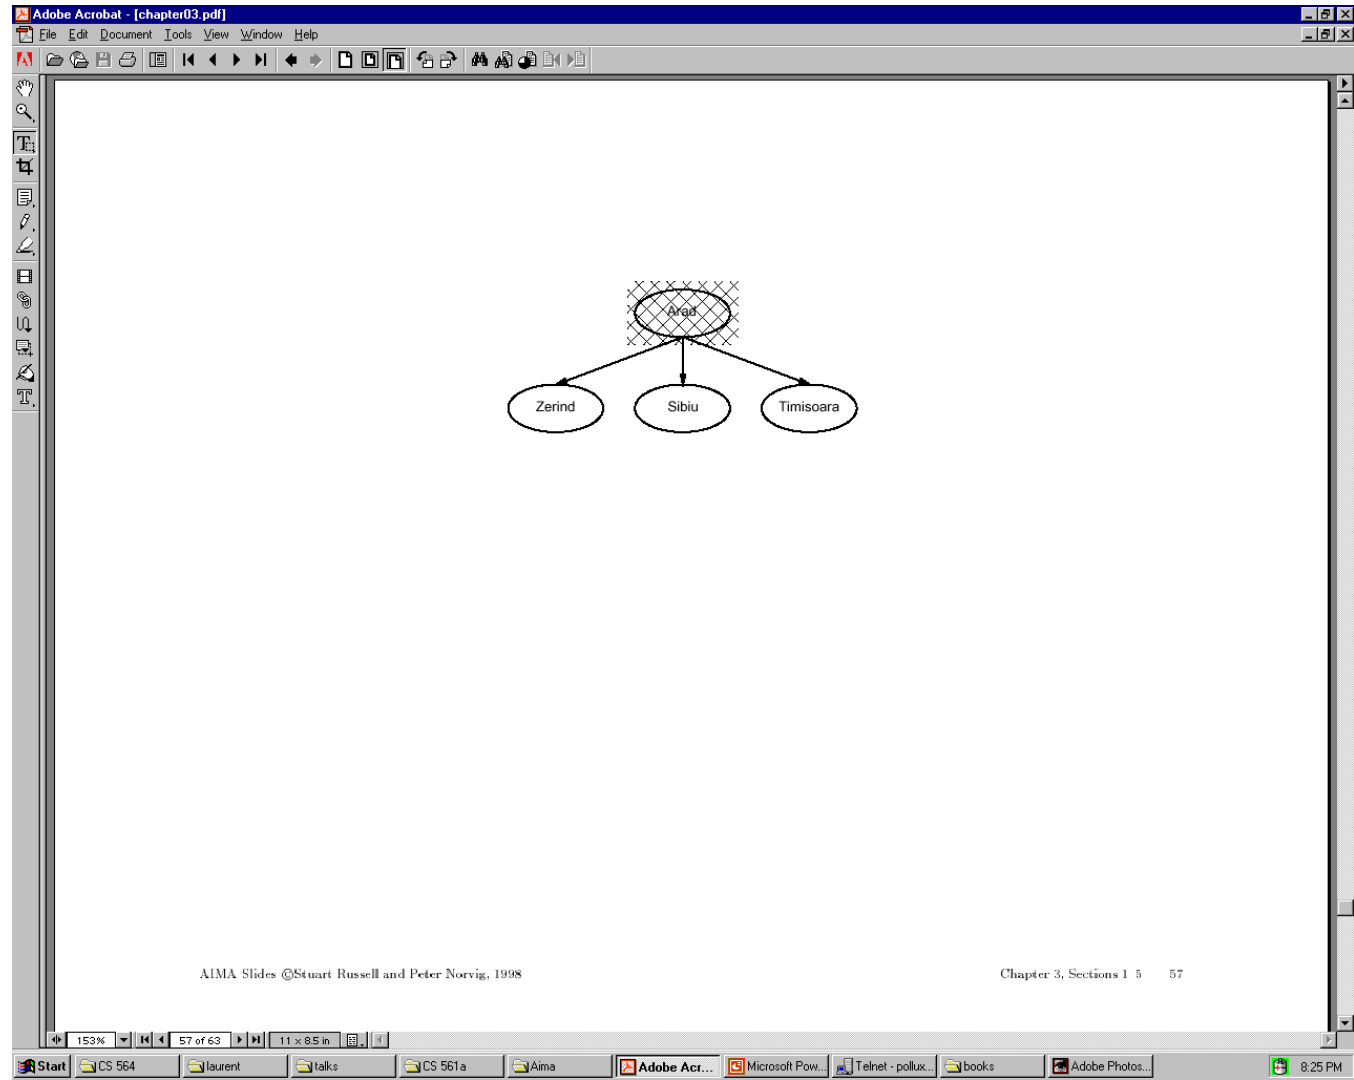 Adobe Acrobat - [chapter03.pdf]
File Edit Document Tools View Window Help
Arad
Zerind Sibiu Timisoara
AIMA Slides ©Stuart Russell and Peter Norvig, 1998 Chapter 3, Sections 1 5 57
153% 57 of 63 11 × 8.5 in
Start CS 564 laurent talks CS 561a Aima Adobe Acr... Microsoft Pow... Telnet - pollux... books Adobe Photos... 8:25 PM